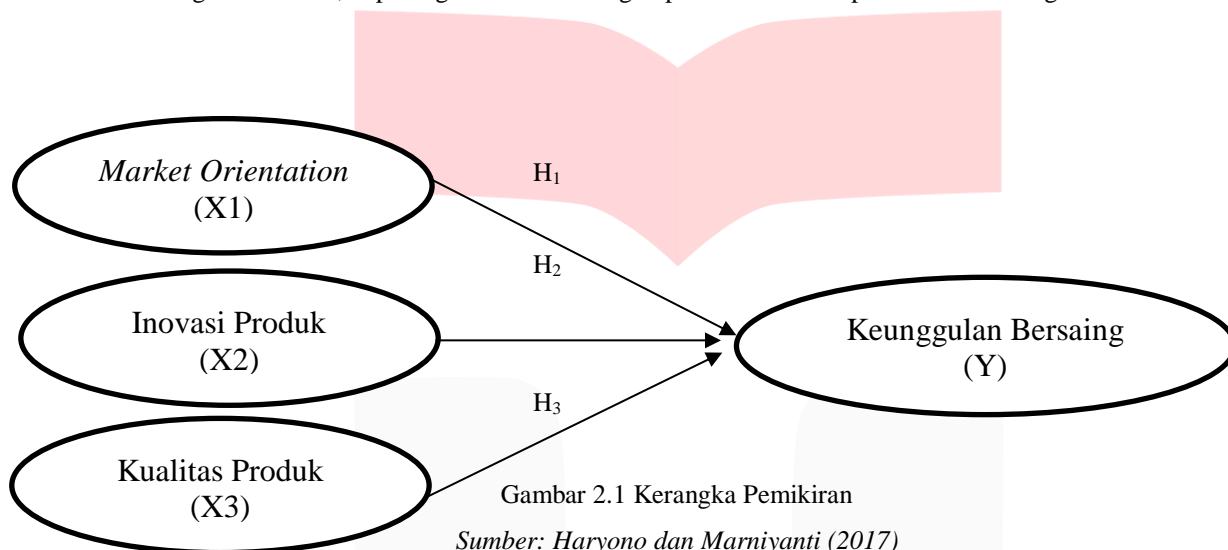 Market Orientation
(X1)
H₁
H₂
Inovasi Produk
(X2)
Keunggulan Bersaing
(Y)
H₃
Kualitas Produk
(X3)
Gambar 2.1 Kerangka Pemikiran
Sumber: Haryono dan Marniyanti (2017)